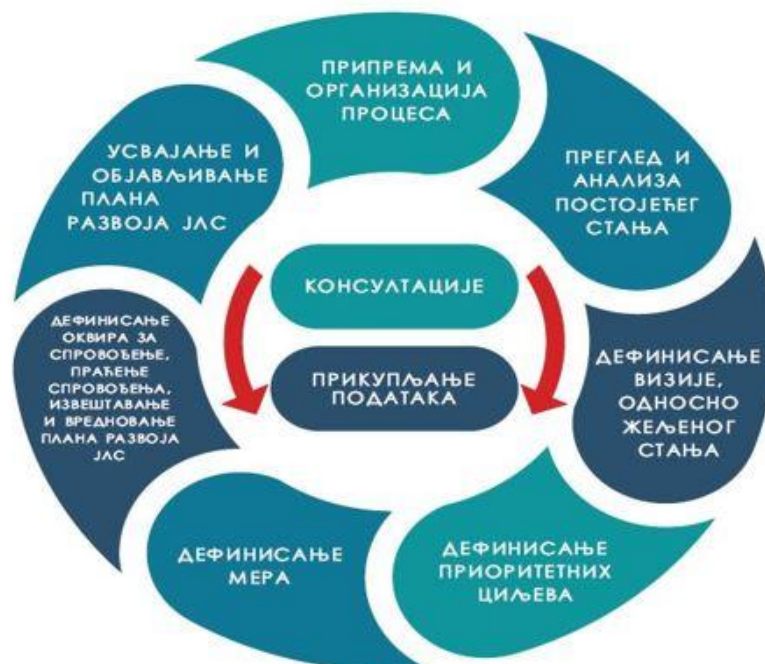 ПРИПРЕМА И
ОРГАНИЗАЦИЈА
ПРОЦЕСА
ПРЕГЛЕД И
АНАЛИЗА
ПОСТОЈЕЋЕГ
СТАЊА
ДЕФИНИСАЊЕ
ВИЗИЈЕ,
ОДНОСНО
ЖЕЉЕНОГ
СТАЊА
ДЕФИНИСАЊЕ
ПРИОРИТЕТНИХ
ЦИЉЕВА
ДЕФИНИСАЊЕ
МЕРА
ДЕФИНИСАЊЕ
ОКВИРА ЗА
СПРОВОЂЕЊЕ,
ПРАЋЕЊЕ
СПРОВОЂЕЊА,
ИЗВЕШТАВАЊЕ
И ВРЕДНОВАЊЕ
ПЛАНА РАЗВОЈА
ЈЛС
УСВАЈАЊЕ И
ОБЈАВЉИВАЊЕ
ПЛАНА
РАЗВОЈА ЈЛС
КОНСУЛТАЦИЈЕ
ПРИКУПЉАЊЕ
ПОДАТАКА